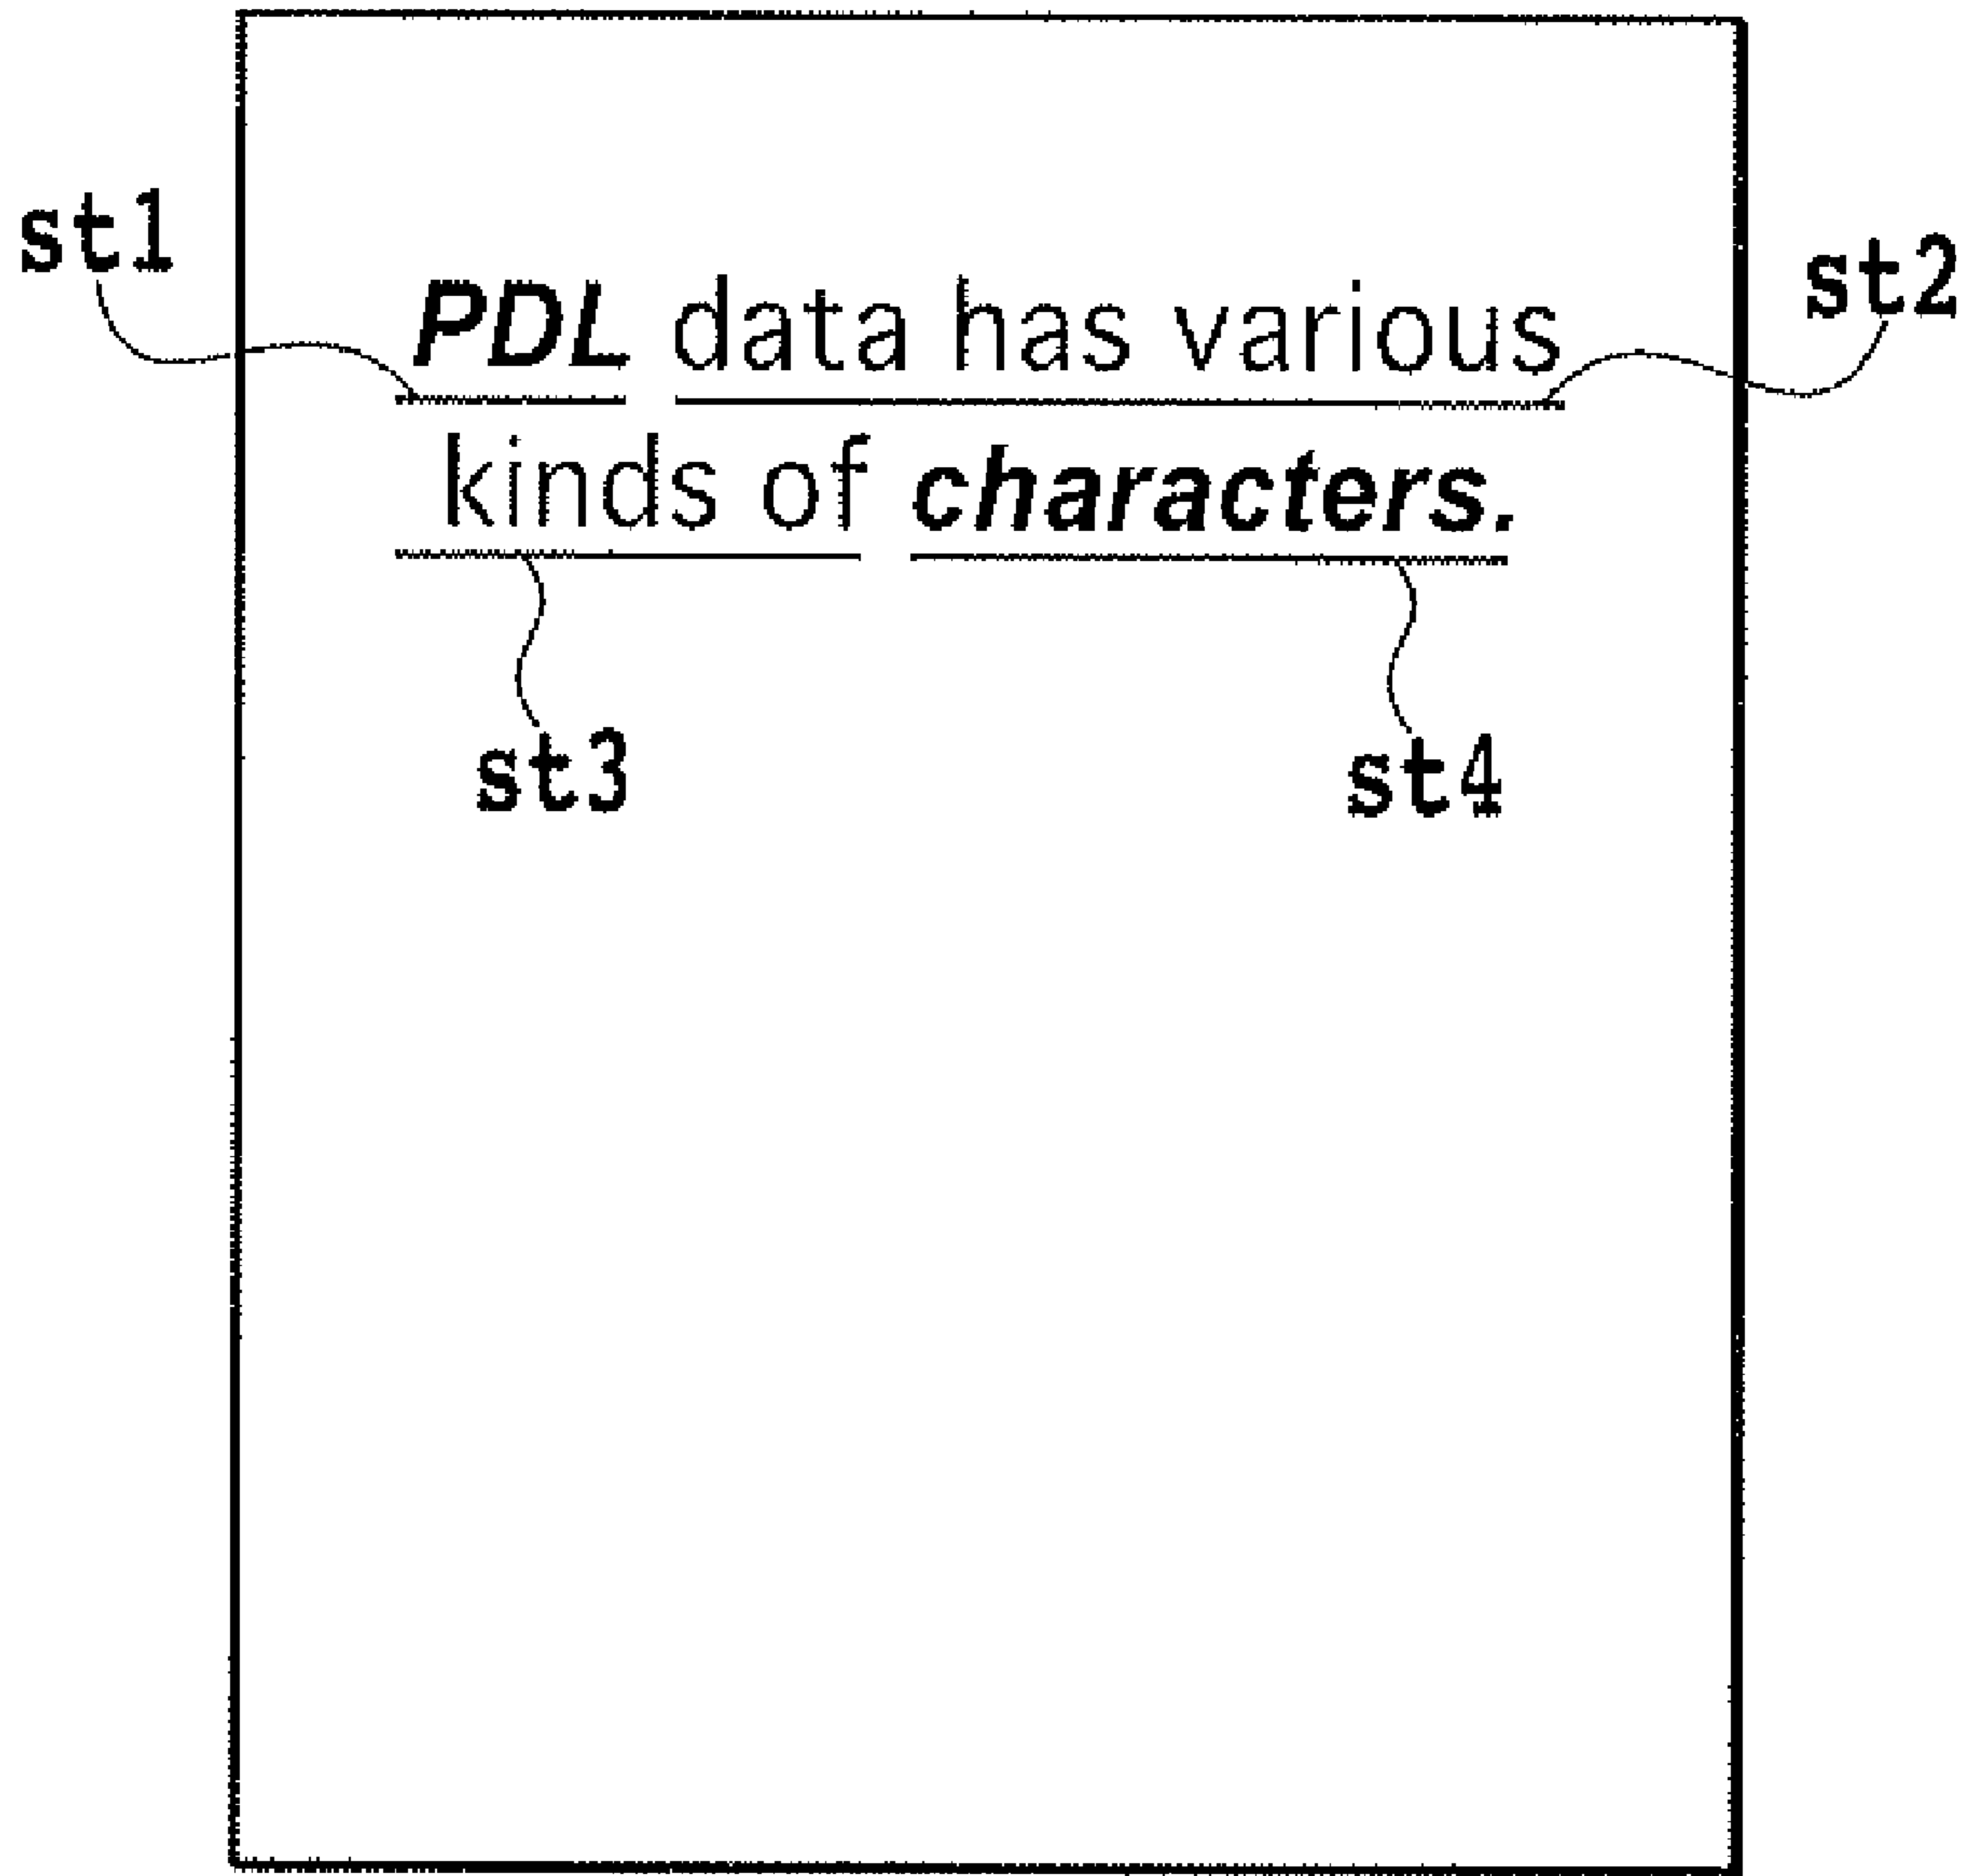 st1
st2
PDL data has various
kinds of characters.
st3
st4